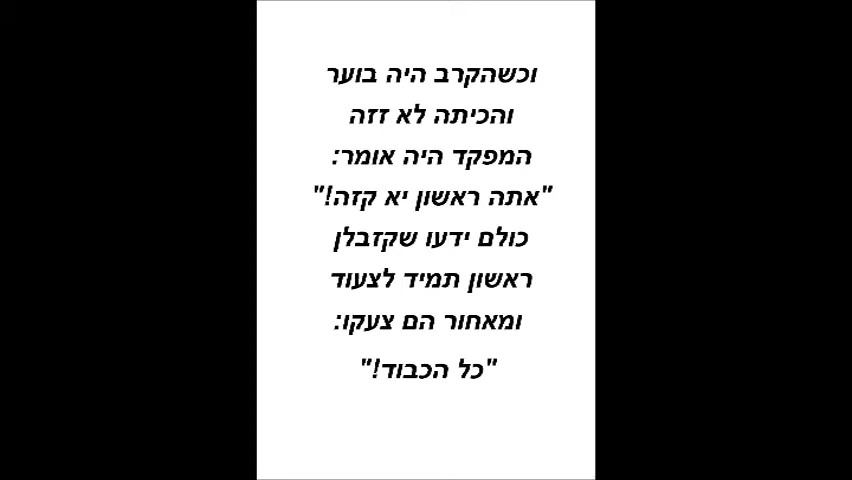 וכשהקרב היה בוער
והכיתה לא זזה
המפקד היה אומר:
"אתה ראשון יא קזה!"
כולם ידעו שקזבלן
ראשון תמיד לצעוד
ומאחור הם צעקו:
"כל הכבוד!"